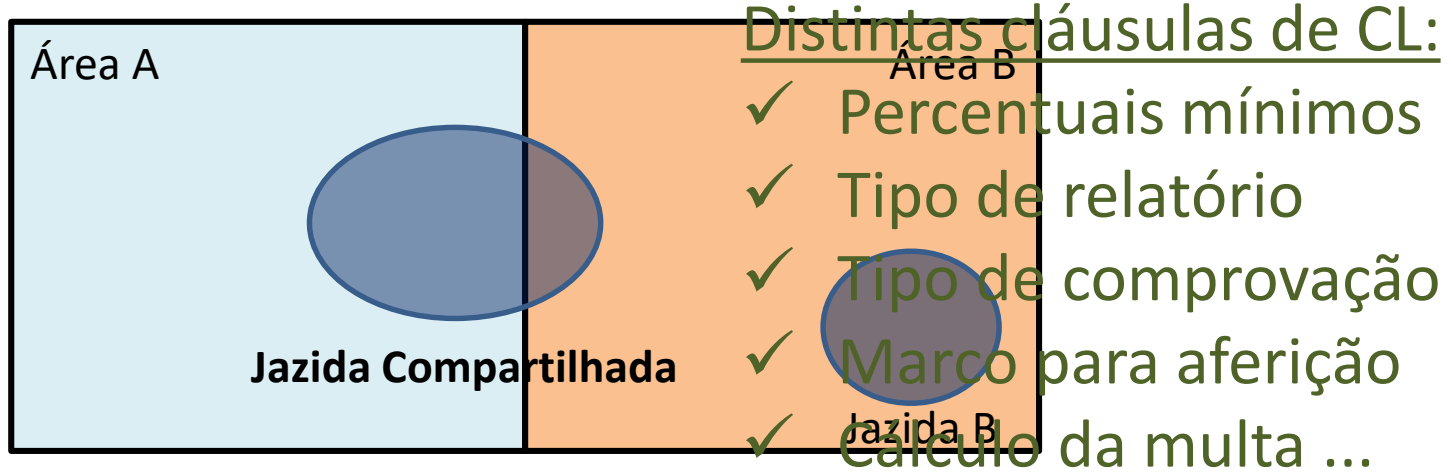 Distintas cláusulas de CL:
Área A
Área B
✓ Percentuais mínimos
✓ Tipo de relatório
✓ Tipo de comprovação
Jazida Compartilhada
✓ Marco para aferição
Jazida B
✓ Cálculo da multa ...